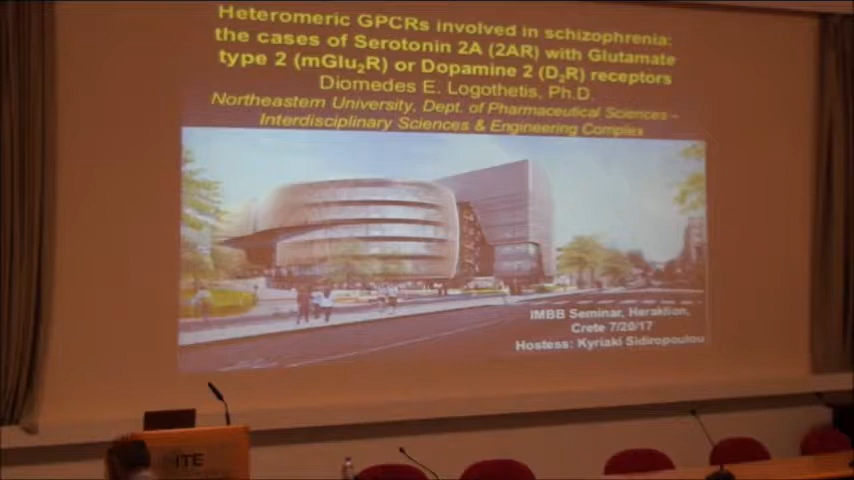 Heteromeric GPCRs involved in schizophrenia:
the cases of Serotonin 2A (2AR) with Glutamate
type 2 (mGlu₂R) or Dopamine 2 (D₂R) receptors
Diomedes E. Logothetis, Ph.D.
Northeastern University, Dept. of Pharmaceutical Sciences –
Interdisciplinary Sciences & Engineering Complex
IMBB Seminar, Heraklion,
Crete 7/20/17
Hostess: Kyriaki Sidiropoulou
ITE